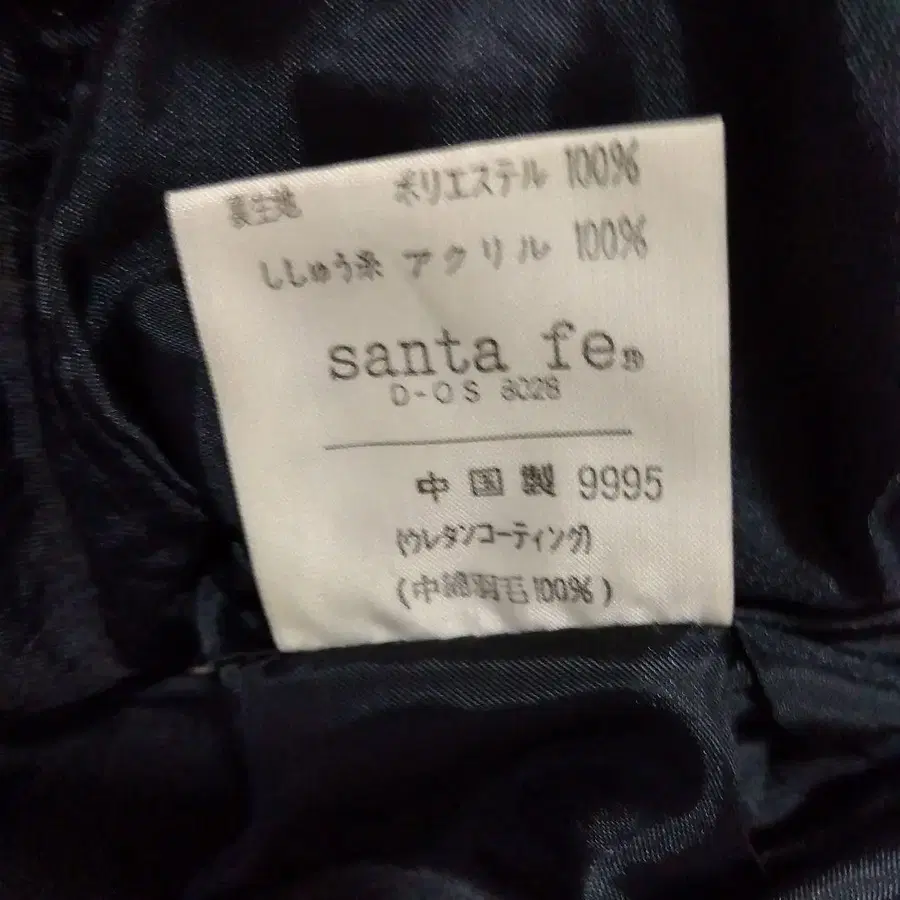 裏生地 ポリエステル 100%
ししゅう糸 アクリル 100%
santa fe®
D-OS 8028
中国製 9995
(ウレタンコーティング)
(中綿羽毛100%)